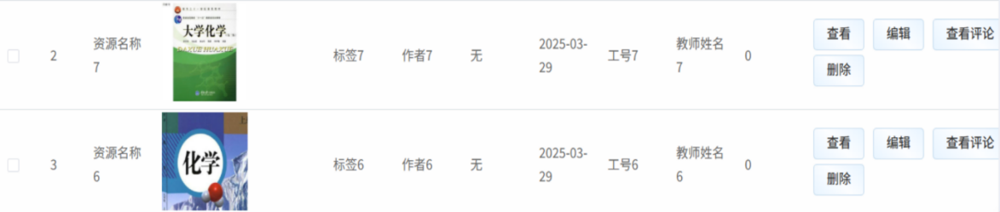 2
资源名称
7
大学化学
DAXUE HUAXUE
标签7
作者7
无
2025-03-
29
工号7
教师姓名
7
0
查看
编辑
查看评论
删除
3
资源名称
6
化学
标签6
作者6
无
2025-03-
29
工号6
教师姓名
6
0
查看
编辑
查看评论
删除